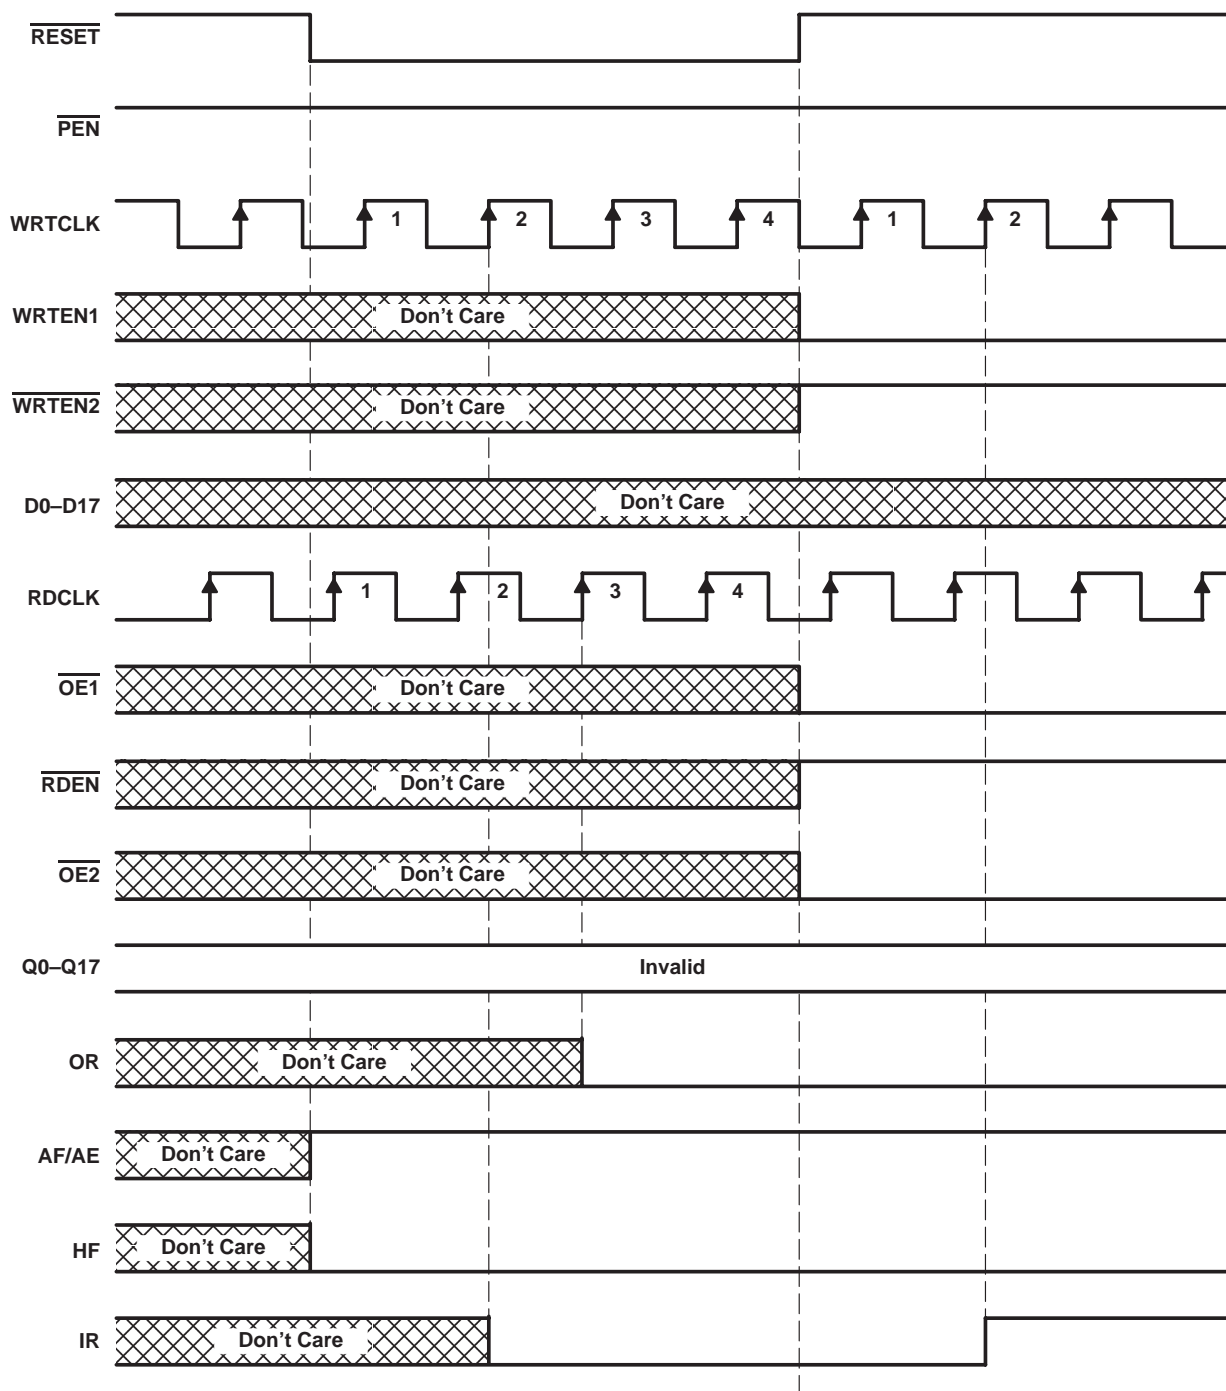 RESET
PEN
WRTCLK 1 2 3 4 1 2
WRTEN1 Don't Care
WRTEN2 Don't Care
D0–D17 Don't Care
RDCLK 1 2 3 4
OE1 Don't Care
RDEN Don't Care
OE2 Don't Care
Q0–Q17 Invalid
OR Don't Care
AF/AE Don't Care
HF Don't Care
IR Don't Care